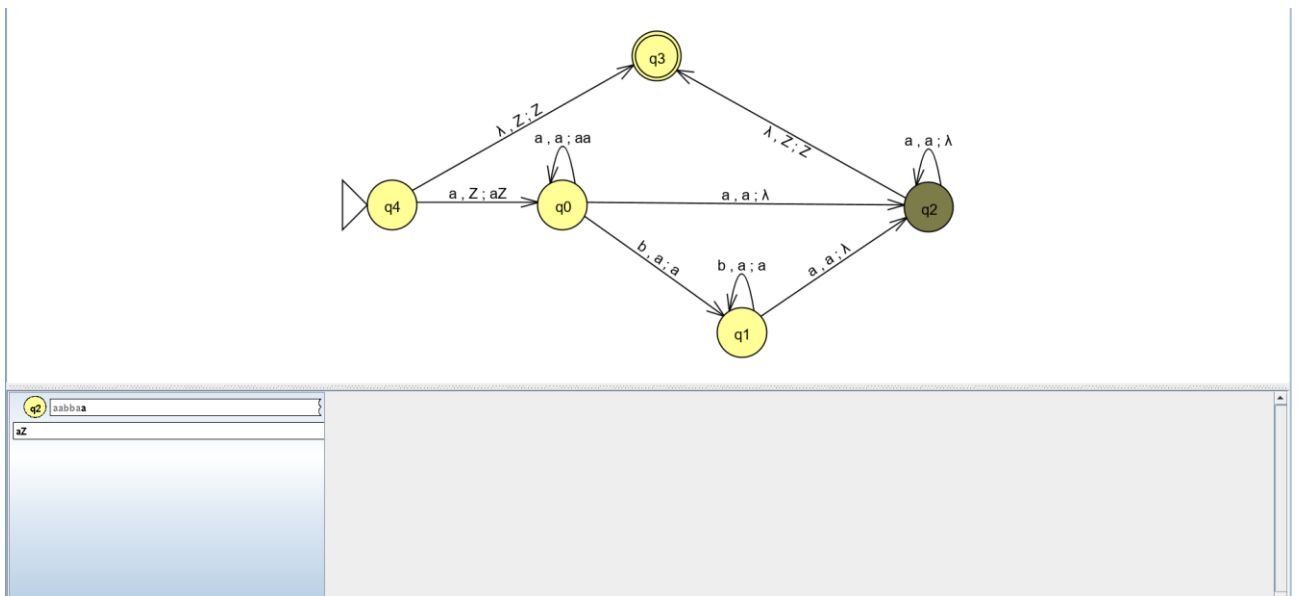 q3
λ , Z ; Z
λ , Z ; Z
a , a ; aa
a , a ; λ
q4
a , Z ; aZ
q0
a , a ; λ
q2
b , a ; a
b , a ; a
a , a ; λ
q1
q2 aabbaa
aZ